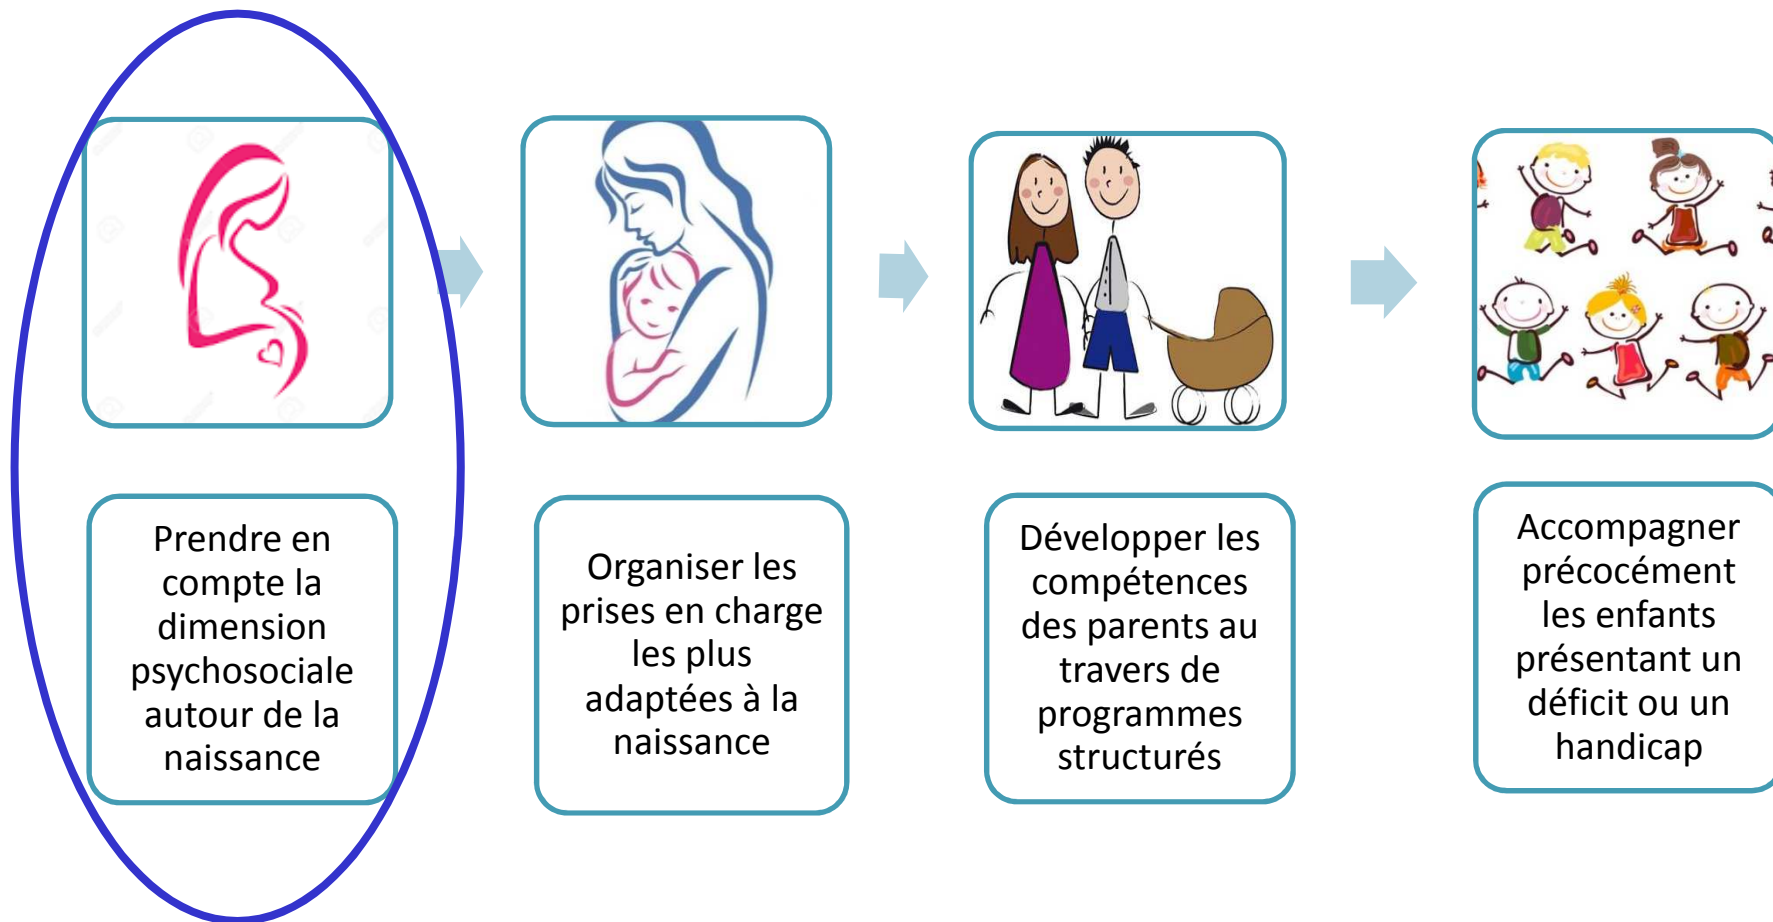 Prendre en
compte la
dimension
psychosociale
autour de la
naissance
Organiser les
prises en charge
les plus
adaptées à la
naissance
Développer les
compétences
des parents au
travers de
programmes
structurés
Accompagner
précocément
les enfants
présentant un
déficit ou un
handicap